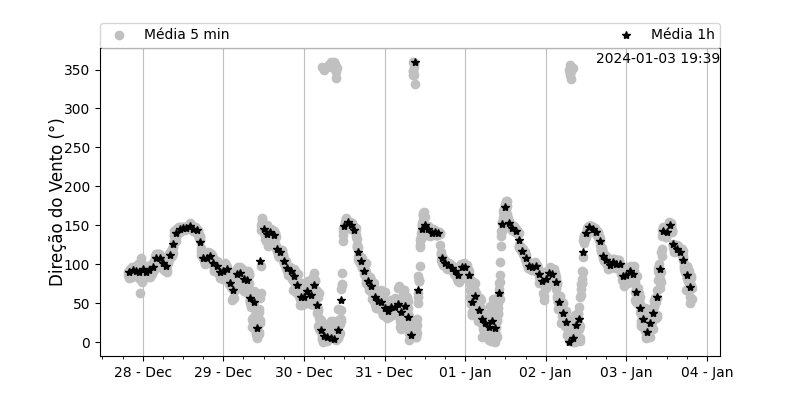 Média 5 min
Média 1h
2024-01-03 19:39
Direção do Vento (°)
350
300
250
200
150
100
50
0
28 - Dec
29 - Dec
30 - Dec
31 - Dec
01 - Jan
02 - Jan
03 - Jan
04 - Jan